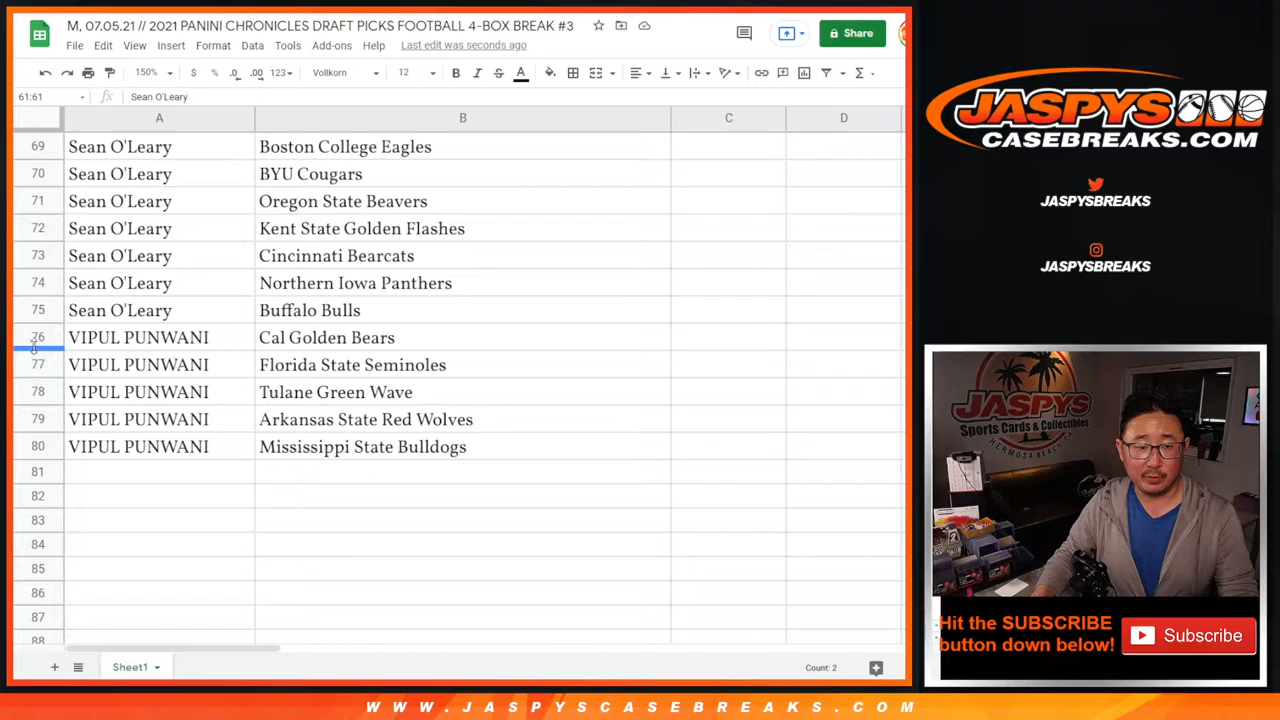 M, 07.05.21 // 2021 PANINI CHRONICLES DRAFT PICKS FOOTBALL 4-BOX BREAK #3
Share
File Edit View Insert Format Data Tools Add-ons Help Last edit was seconds ago
150% $ % .0 .00 123 Vollkorn 12 B I S A
61:61 fx Sean O'Leary
A B C D
69 Sean O'Leary Boston College Eagles
70 Sean O'Leary BYU Cougars
71 Sean O'Leary Oregon State Beavers
72 Sean O'Leary Kent State Golden Flashes
73 Sean O'Leary Cincinnati Bearcats
74 Sean O'Leary Northern Iowa Panthers
75 Sean O'Leary Buffalo Bulls
76 VIPUL PUNWANI Cal Golden Bears
77 VIPUL PUNWANI Florida State Seminoles
78 VIPUL PUNWANI Tulane Green Wave
79 VIPUL PUNWANI Arkansas State Red Wolves
80 VIPUL PUNWANI Mississippi State Bulldogs
81
82
83
84
85
86
87
88
Sheet1
Count: 2
JASPYS
CASEBREAKS.COM
JASPYSBREAKS
JASPYSBREAKS
JASPYS
Sports Cards & Collectibles
HERMOSA BEACH, CA
Hit the SUBSCRIBE
button down below!
Subscribe
WWW.JASPYSCASEBREAKS.COM